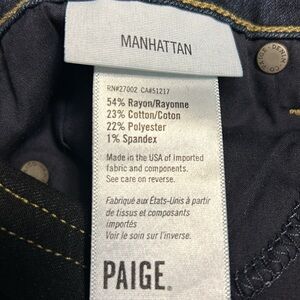 MANHATTAN
RN#27002 CA#51217
54% Rayon/Rayonne
23% Cotton/Coton
22% Polyester
1% Spandex
Made in the USA of imported
fabric and components.
See care on reverse.
Fabriqué aux États-Unis à partir
de tissus et composants
importés
Voir le soin sur l'inverse.
PAIGE®